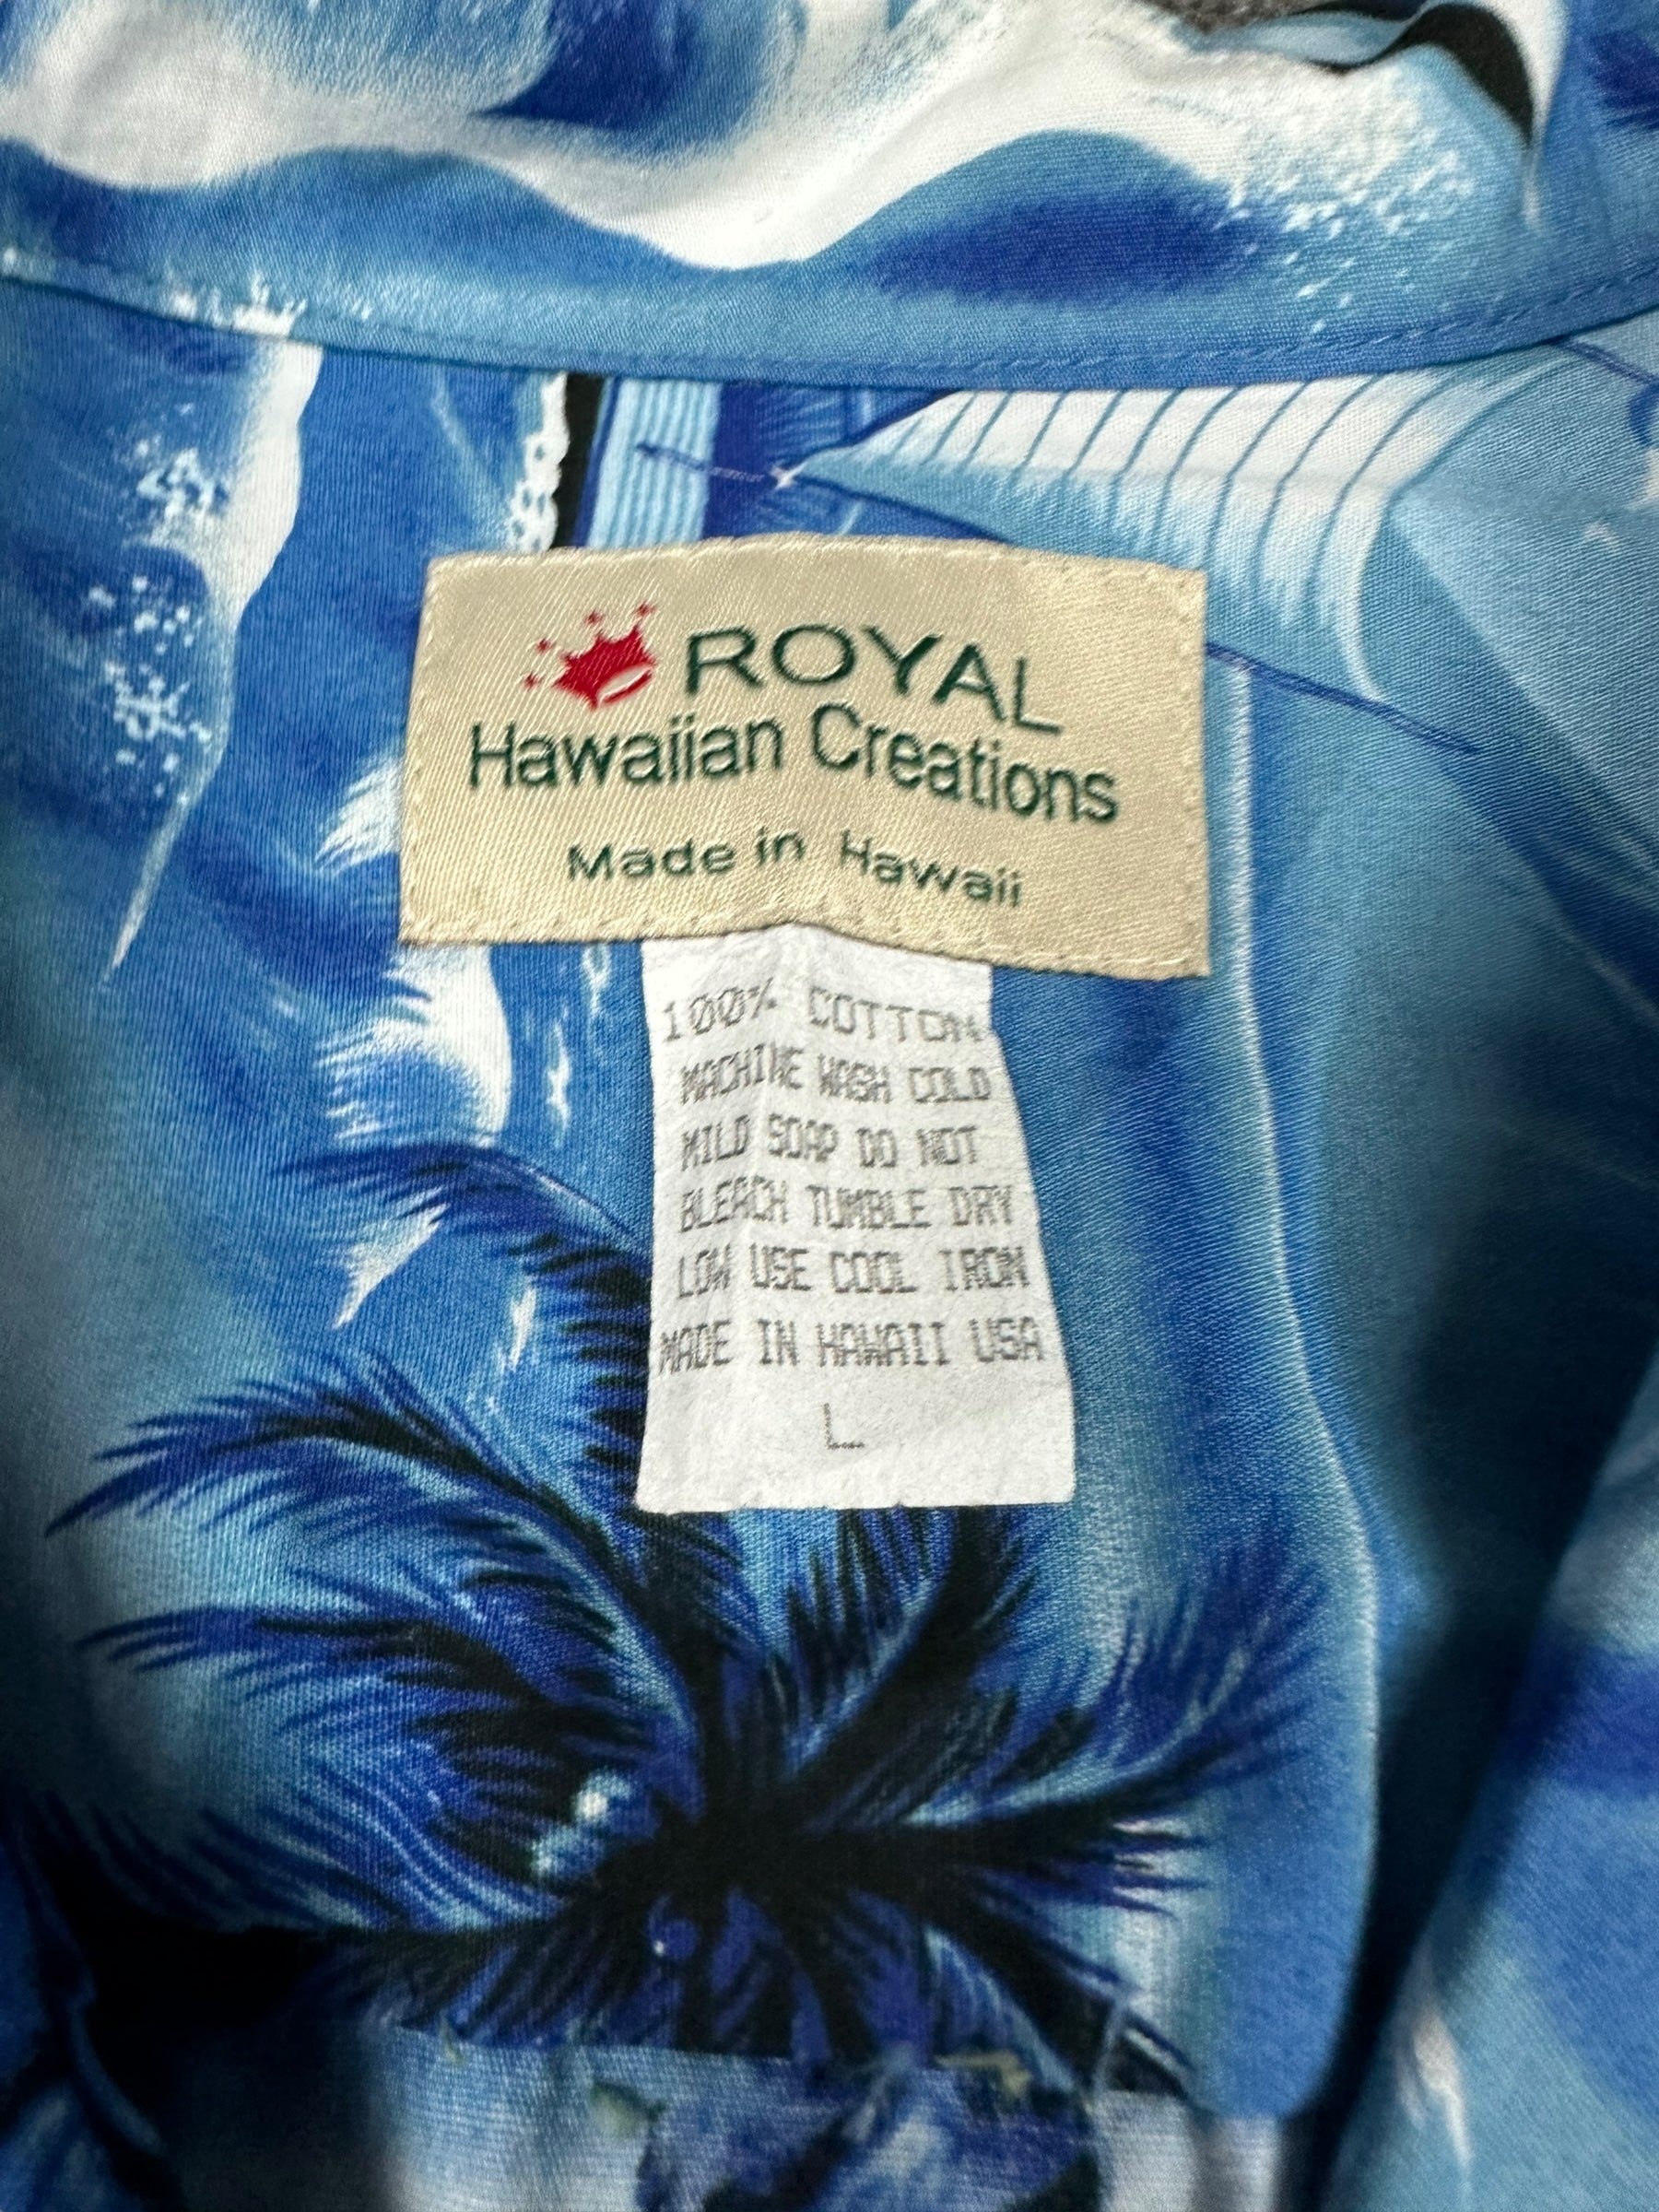 ROYAL
Hawaiian Creations
Made in Hawaii
100% COTTON
MACHINE WASH COLD
MILD SOAP DO NOT
BLEACH TUMBLE DRY
LOW USE COOL IRON
MADE IN HAWAII USA
L